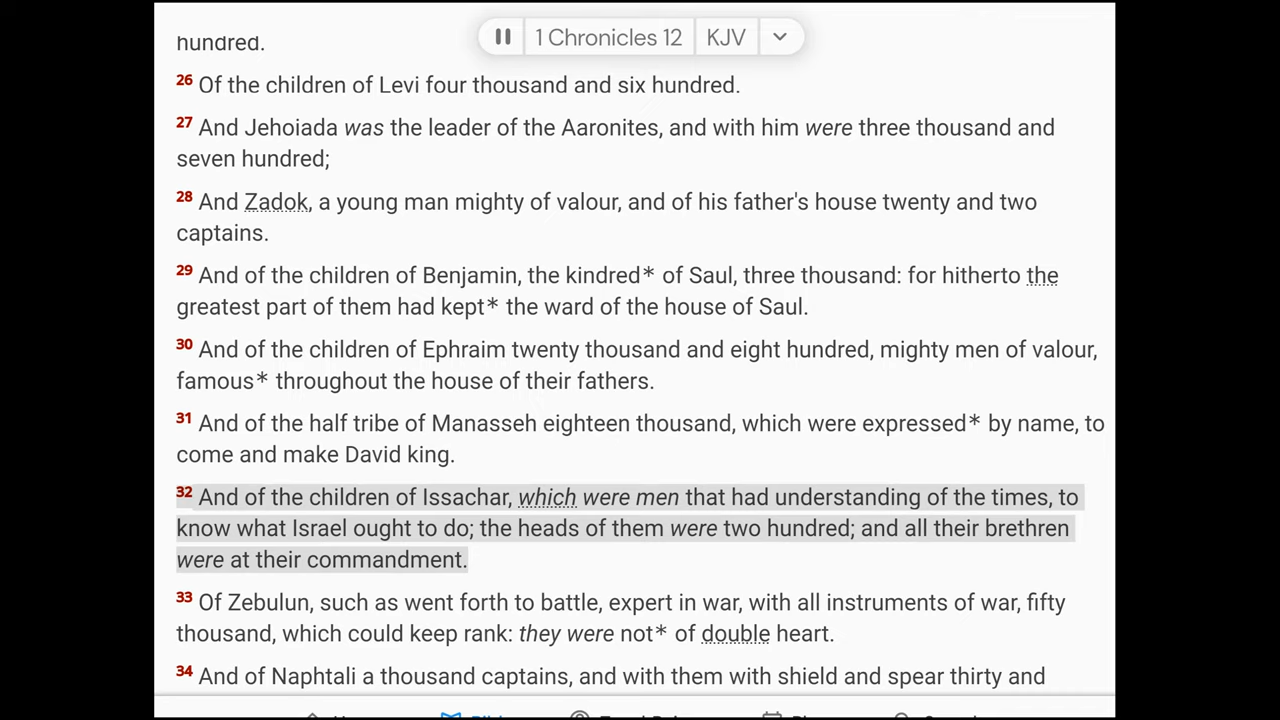 hundred.
1 Chronicles 12 KJV
26 Of the children of Levi four thousand and six hundred.
27 And Jehoiada was the leader of the Aaronites, and with him were three thousand and
seven hundred;
28 And Zadok, a young man mighty of valour, and of his father's house twenty and two
captains.
29 And of the children of Benjamin, the kindred* of Saul, three thousand: for hitherto the
greatest part of them had kept* the ward of the house of Saul.
30 And of the children of Ephraim twenty thousand and eight hundred, mighty men of valour,
famous* throughout the house of their fathers.
31 And of the half tribe of Manasseh eighteen thousand, which were expressed* by name, to
come and make David king.
32 And of the children of Issachar, which were men that had understanding of the times, to
know what Israel ought to do; the heads of them were two hundred; and all their brethren
were at their commandment.
33 Of Zebulun, such as went forth to battle, expert in war, with all instruments of war, fifty
thousand, which could keep rank: they were not* of double heart.
34 And of Naphtali a thousand captains, and with them with shield and spear thirty and